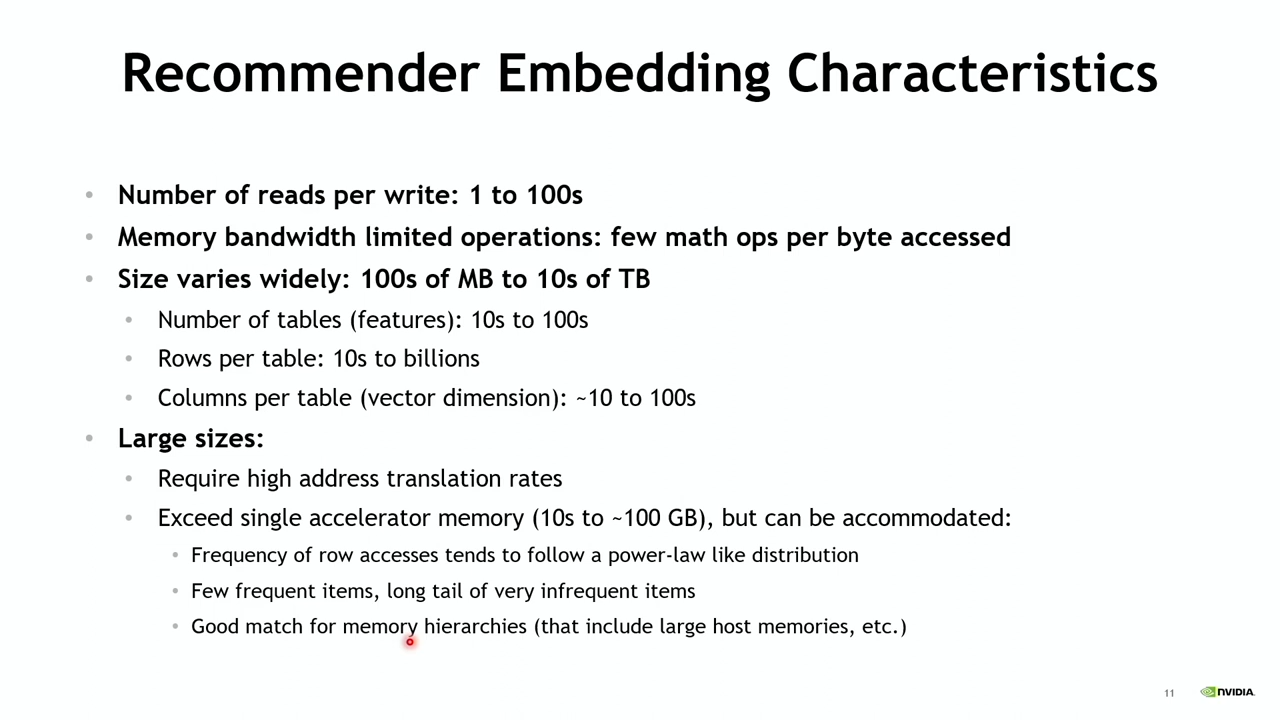 Recommender Embedding Characteristics
• Number of reads per write: 1 to 100s
• Memory bandwidth limited operations: few math ops per byte accessed
• Size varies widely: 100s of MB to 10s of TB
• Number of tables (features): 10s to 100s
• Rows per table: 10s to billions
• Columns per table (vector dimension): ~10 to 100s
• Large sizes:
• Require high address translation rates
• Exceed single accelerator memory (10s to ~100 GB), but can be accommodated:
• Frequency of row accesses tends to follow a power-law like distribution
• Few frequent items, long tail of very infrequent items
• Good match for memory hierarchies (that include large host memories, etc.)
11 NVIDIA.